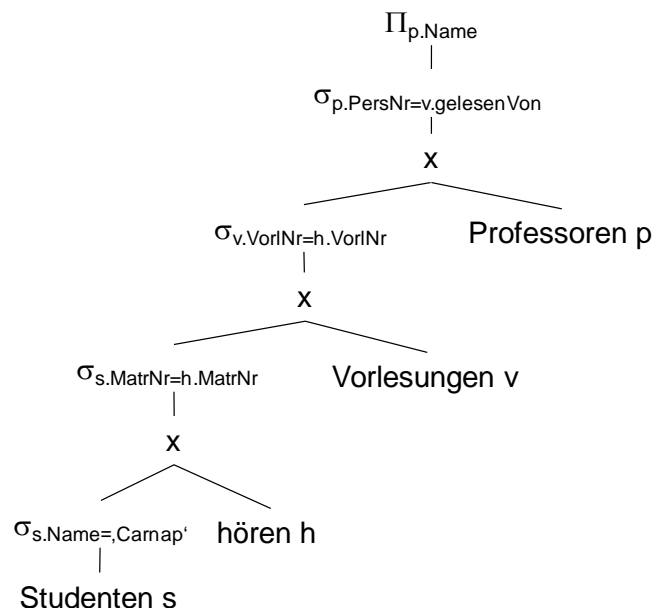 Πp.Name
σp.PersNr=v.gelesenVon
x
σv.VorlNr=h.VorlNr
Professoren p
x
σs.MatrNr=h.MatrNr
Vorlesungen v
x
σs.Name=‚Carnap‘
hören h
Studenten s